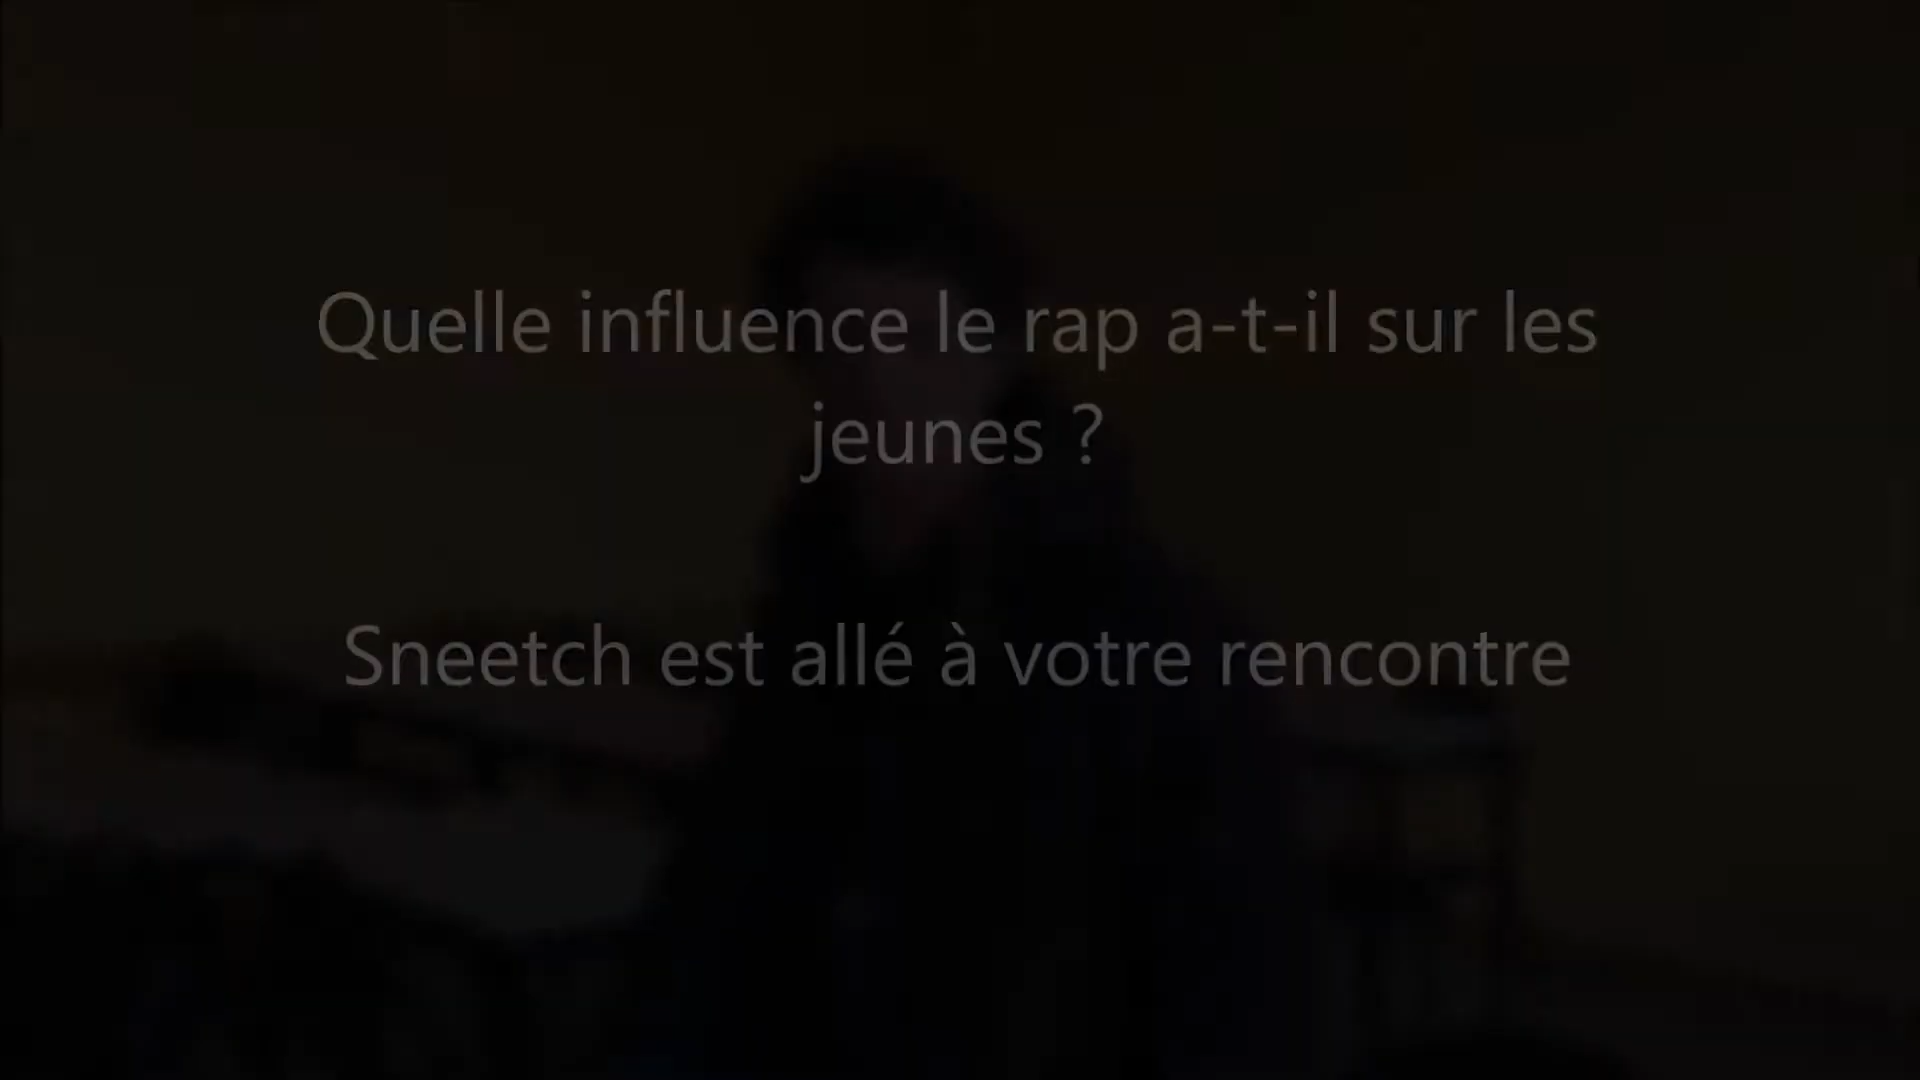 Quelle influence le rap a-t-il sur les
jeunes ?
Sneetch est allé à votre rencontre